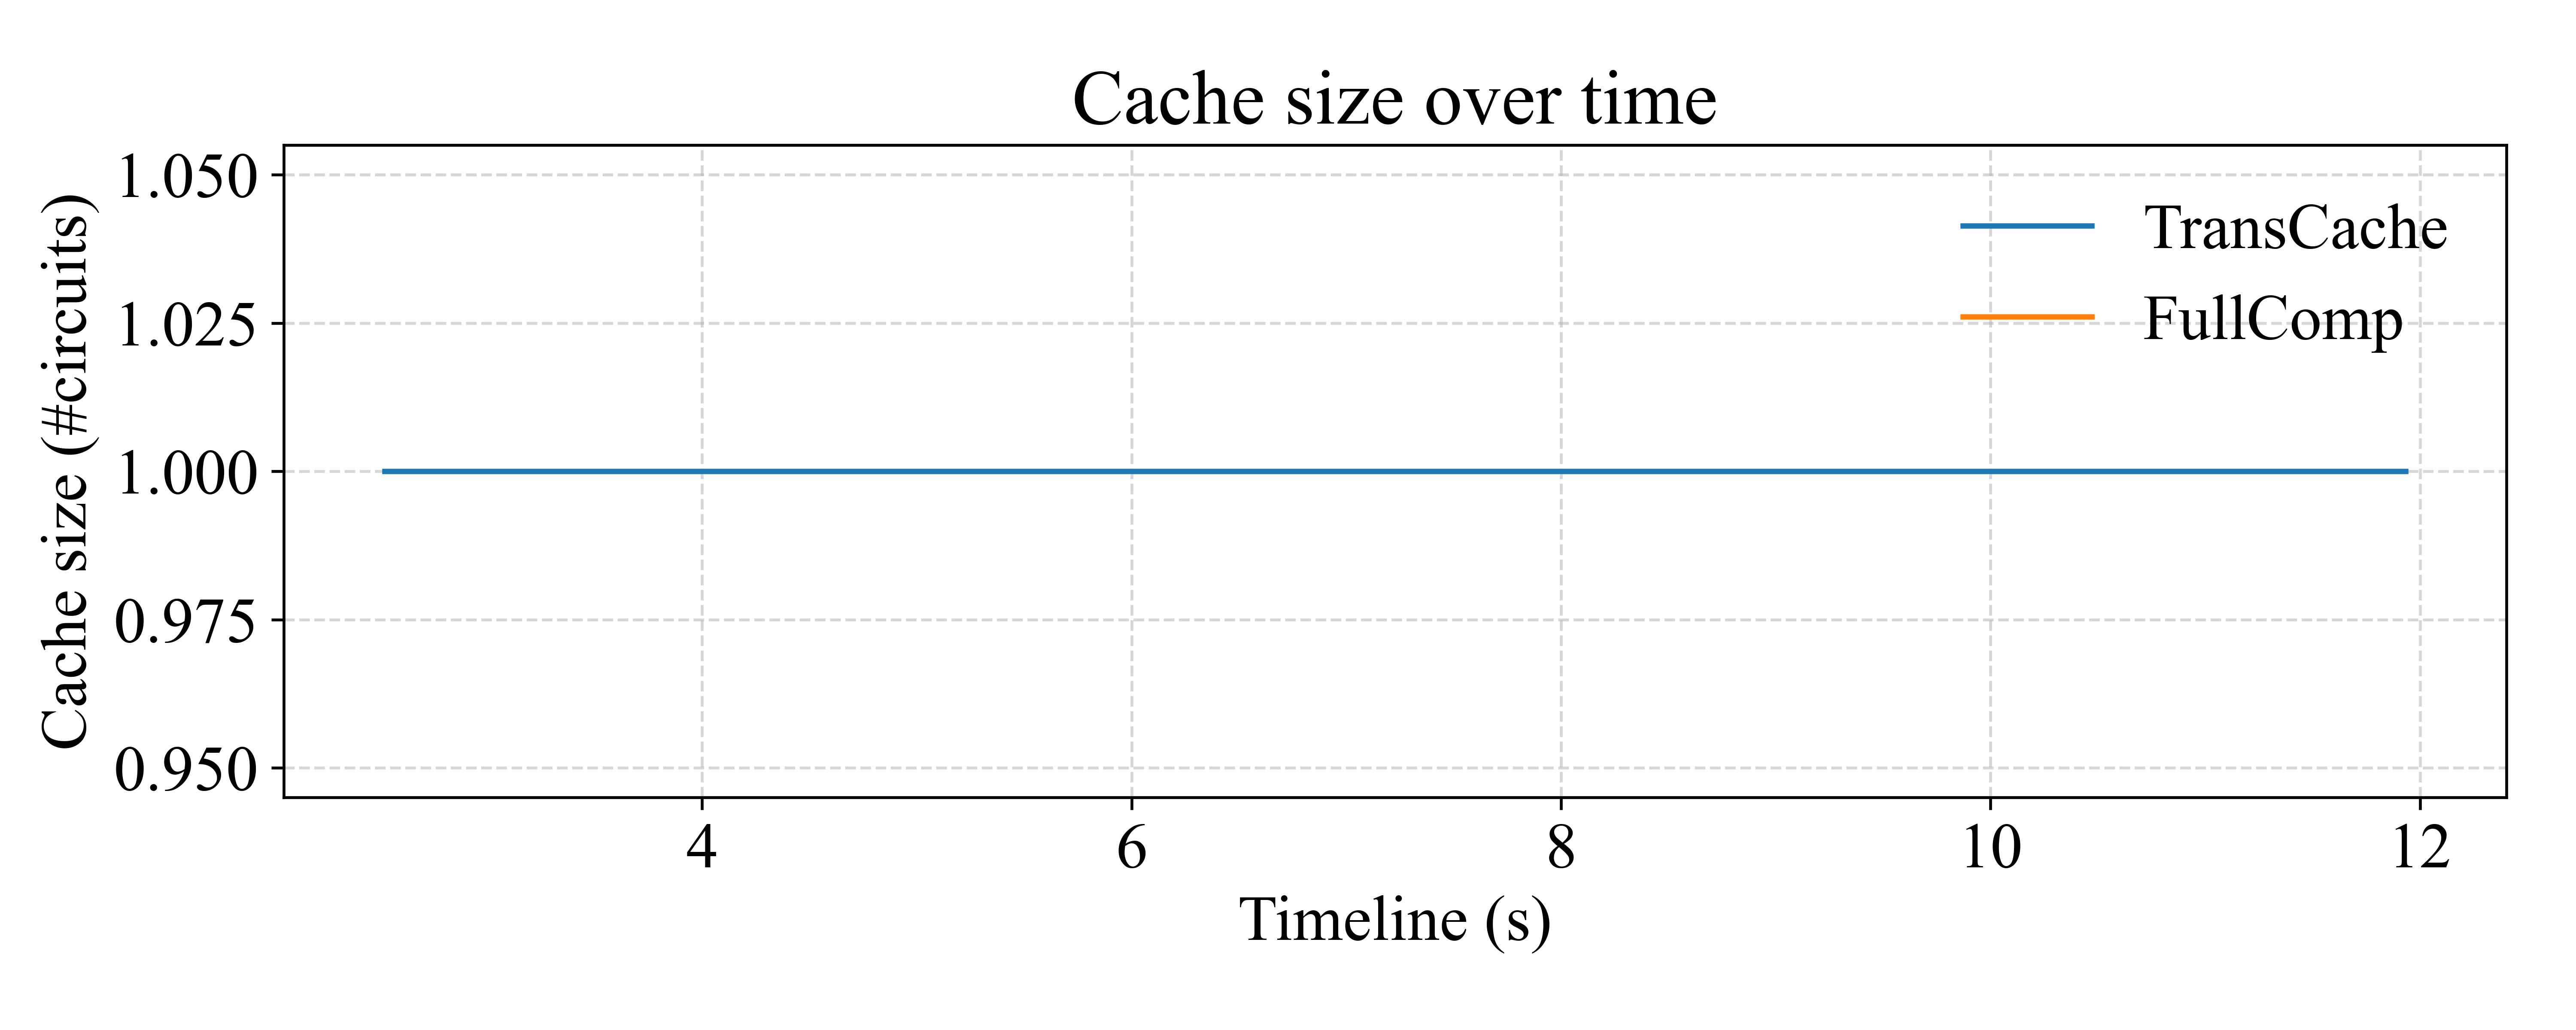 Cache size over time
Cache size (#circuits)
1.050
1.025
1.000
0.975
0.950
TransCache
FullComp
4 6 8 10 12
Timeline (s)